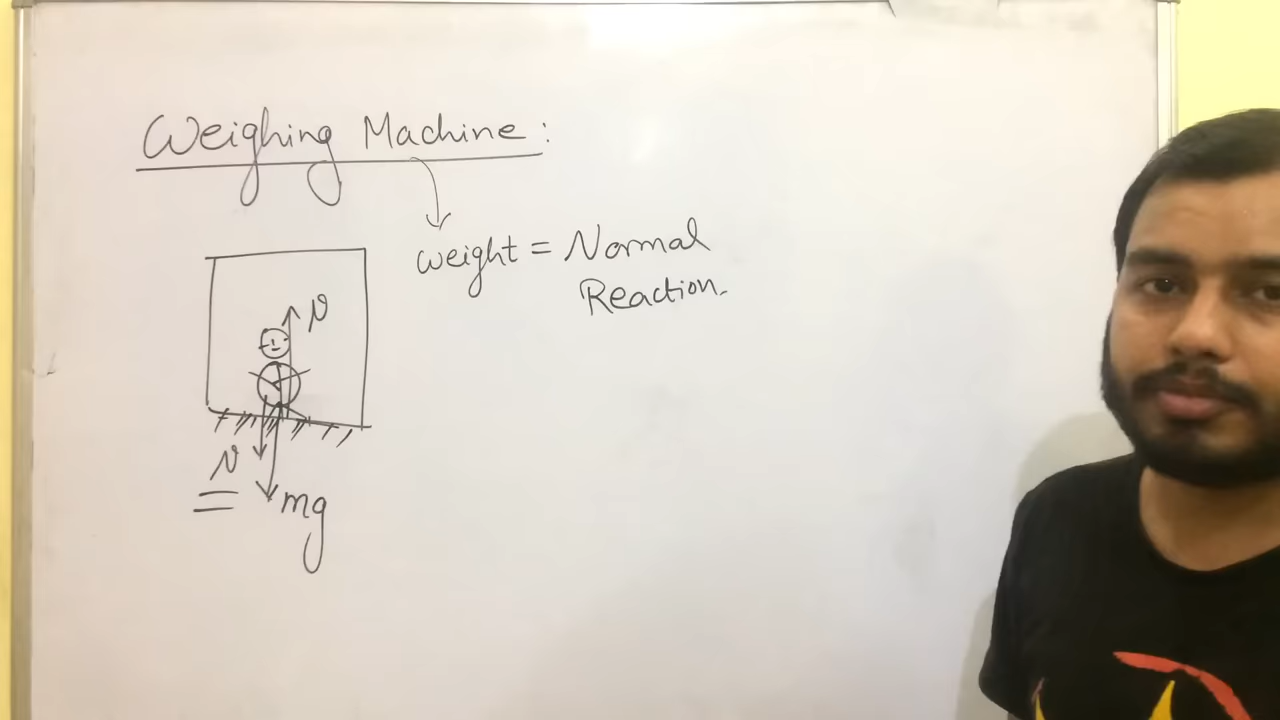 Weighing Machine:
weight = Normal
Reaction.
N
N
mg